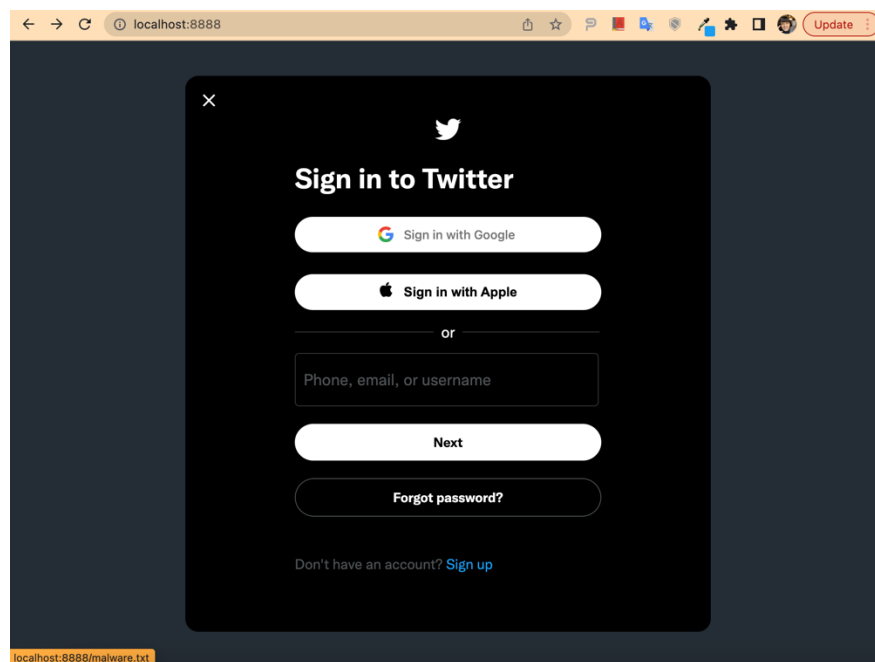 localhost:8888
Update
Sign in to Twitter
Sign in with Google
Sign in with Apple
or
Phone, email, or username
Next
Forgot password?
Don't have an account? Sign up
localhost:8888/malware.txt